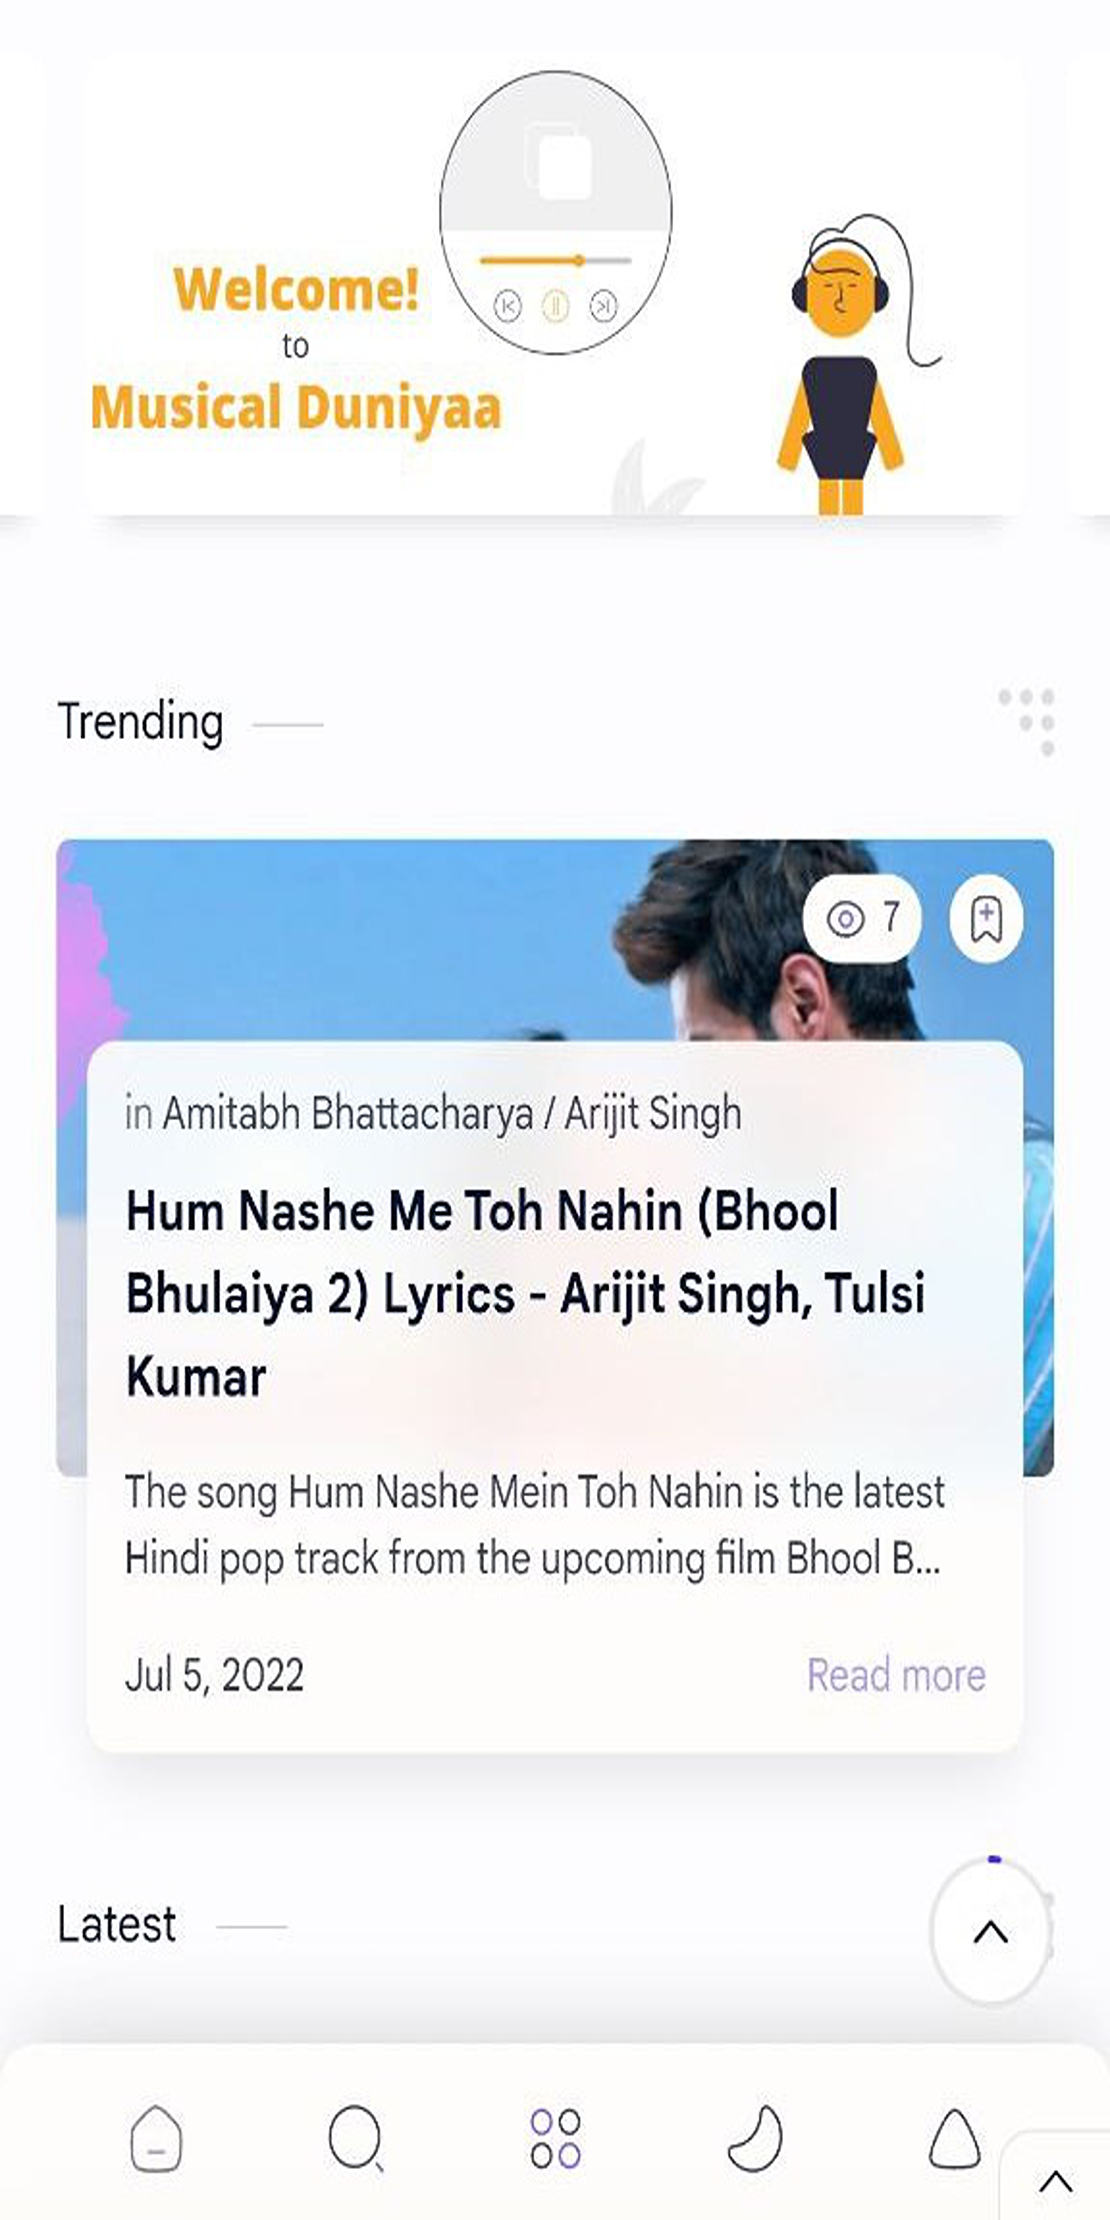 Welcome!
to
Musical Duniyaa
Trending
7
in Amitabh Bhattacharya / Arijit Singh
Hum Nashe Me Toh Nahin (Bhool
Bhulaiya 2) Lyrics - Arijit Singh, Tulsi
Kumar
The song Hum Nashe Mein Toh Nahin is the latest
Hindi pop track from the upcoming film Bhool B...
Jul 5, 2022 Read more
Latest